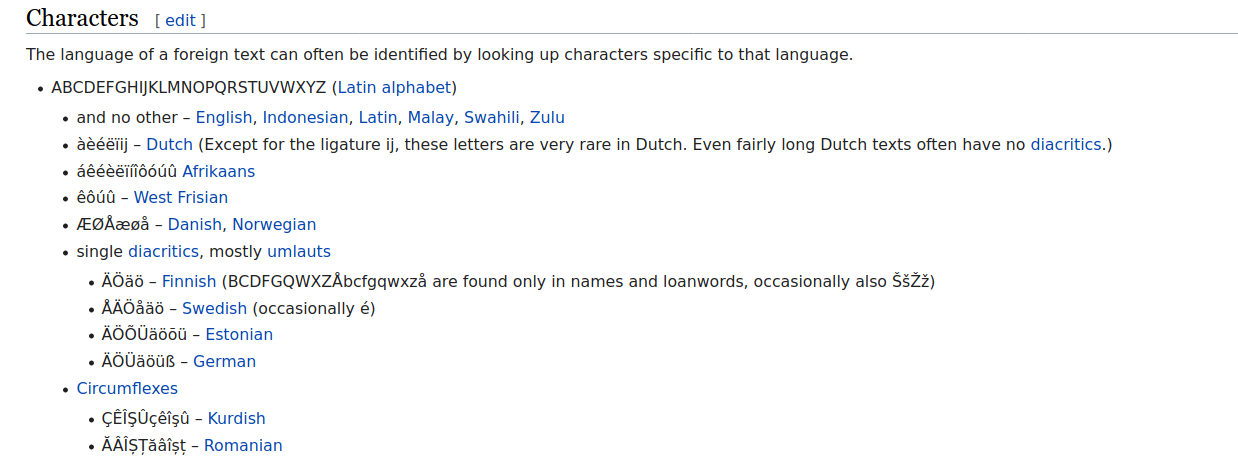 Characters [ edit ]
The language of a foreign text can often be identified by looking up characters specific to that language.
• ABCDEFGHIJKLMNOPQRSTUVWXYZ (Latin alphabet)
• and no other – English, Indonesian, Latin, Malay, Swahili, Zulu
• àèéëïij – Dutch (Except for the ligature ij, these letters are very rare in Dutch. Even fairly long Dutch texts often have no diacritics.)
• áêéèëïíîôóúû Afrikaans
• êôúû – West Frisian
• ÆØÅæøå – Danish, Norwegian
• single diacritics, mostly umlauts
• ÄÖäö – Finnish (BCDFGQWXZÅbcfgqwxzå are found only in names and loanwords, occasionally also ŠšŽž)
• ÅÄÖåäö – Swedish (occasionally é)
• ÄÖÕÜäöõü – Estonian
• ÄÖÜäöüß – German
• Circumflexes
• ÇÊÎŞÛçêîşû – Kurdish
• ĂÂÎȘȚăâîșț – Romanian